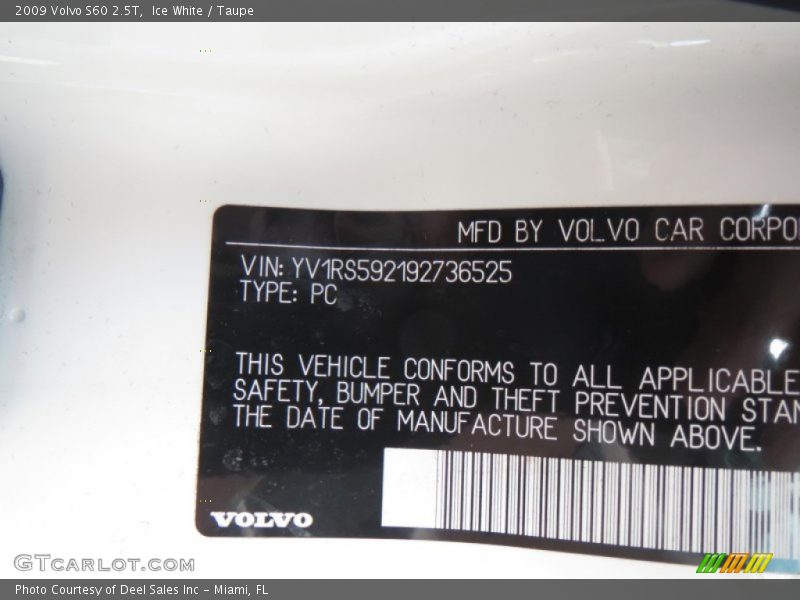 2009 Volvo S60 2.5T,  Ice White / Taupe
MFD BY VOLVO CAR CORPO
VIN: YV1RS592192736525
TYPE: PC
THIS VEHICLE CONFORMS TO ALL APPLICABLE
SAFETY, BUMPER AND THEFT PREVENTION STAN
THE DATE OF MANUFACTURE SHOWN ABOVE.
VOLVO
GTCARLOT.COM
Photo Courtesy of Deel Sales Inc - Miami, FL